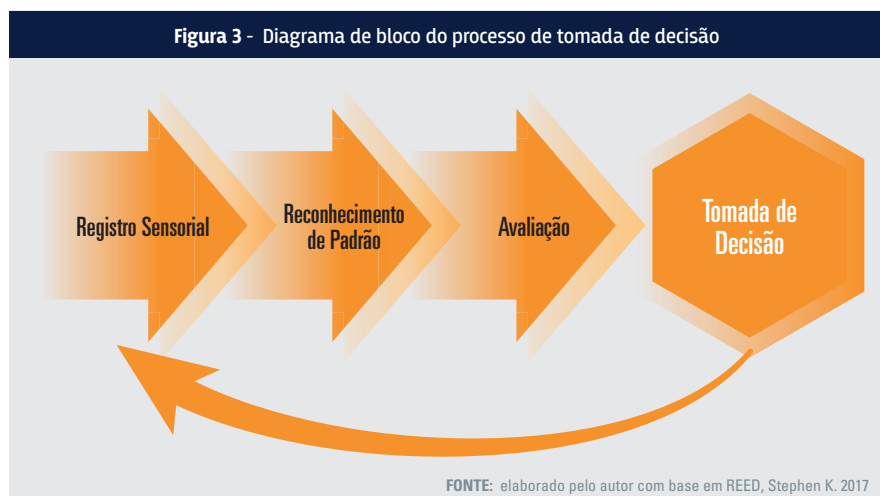 Figura 3 - Diagrama de bloco do processo de tomada de decisão
Registro Sensorial
Reconhecimento
de Padrão
Avaliação
Tomada de
Decisão
FONTE: elaborado pelo autor com base em REED, Stephen K. 2017